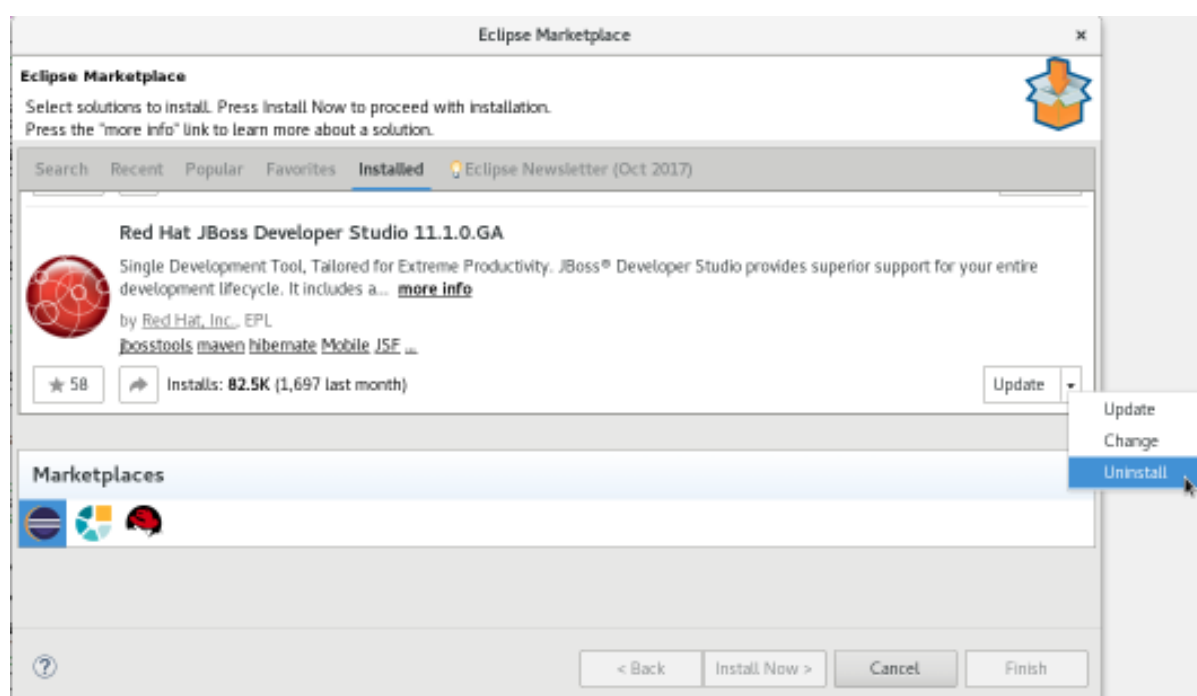 Eclipse Marketplace
Eclipse Marketplace
Select solutions to install. Press Install Now to proceed with installation.
Press the "more info" link to learn more about a solution.
Search Recent Popular Favorites Installed Eclipse Newsletter (Oct 2017)
Red Hat JBoss Developer Studio 11.1.0.GA
Single Development Tool, Tailored for Extreme Productivity. JBoss® Developer Studio provides superior support for your entire
development lifecycle. It includes a... more info
by Red Hat, Inc., EPL
jbosstools maven hibernate Mobile JSF ...
58 Installs: 82.5K (1,697 last month) Update
Update
Change
Uninstall
Marketplaces
< Back Install Now > Cancel Finish